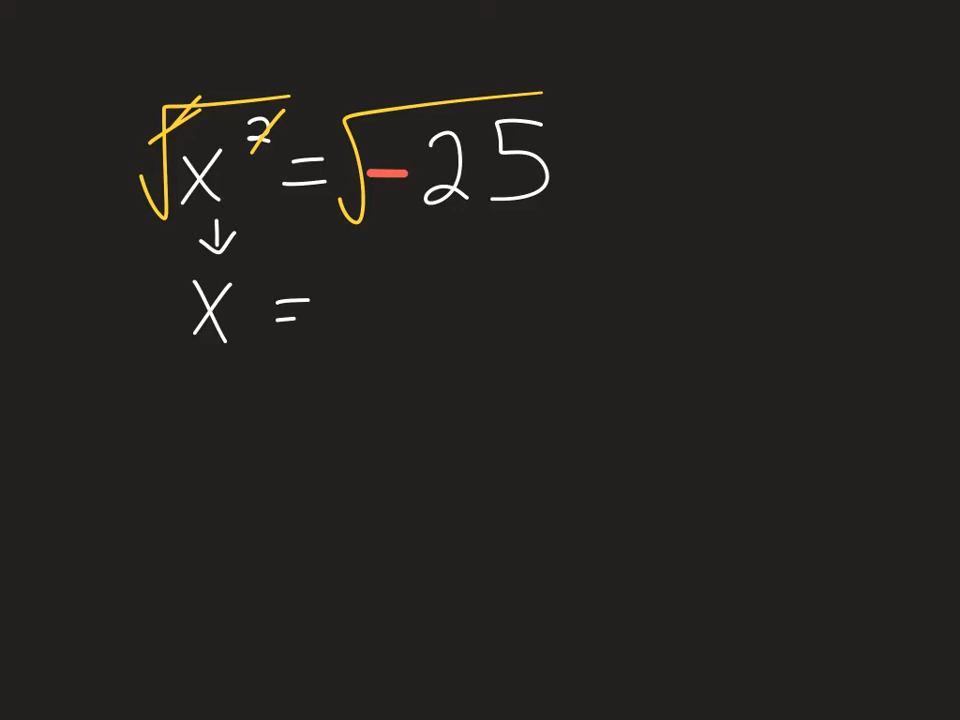 √x² = √-25
↓
x =